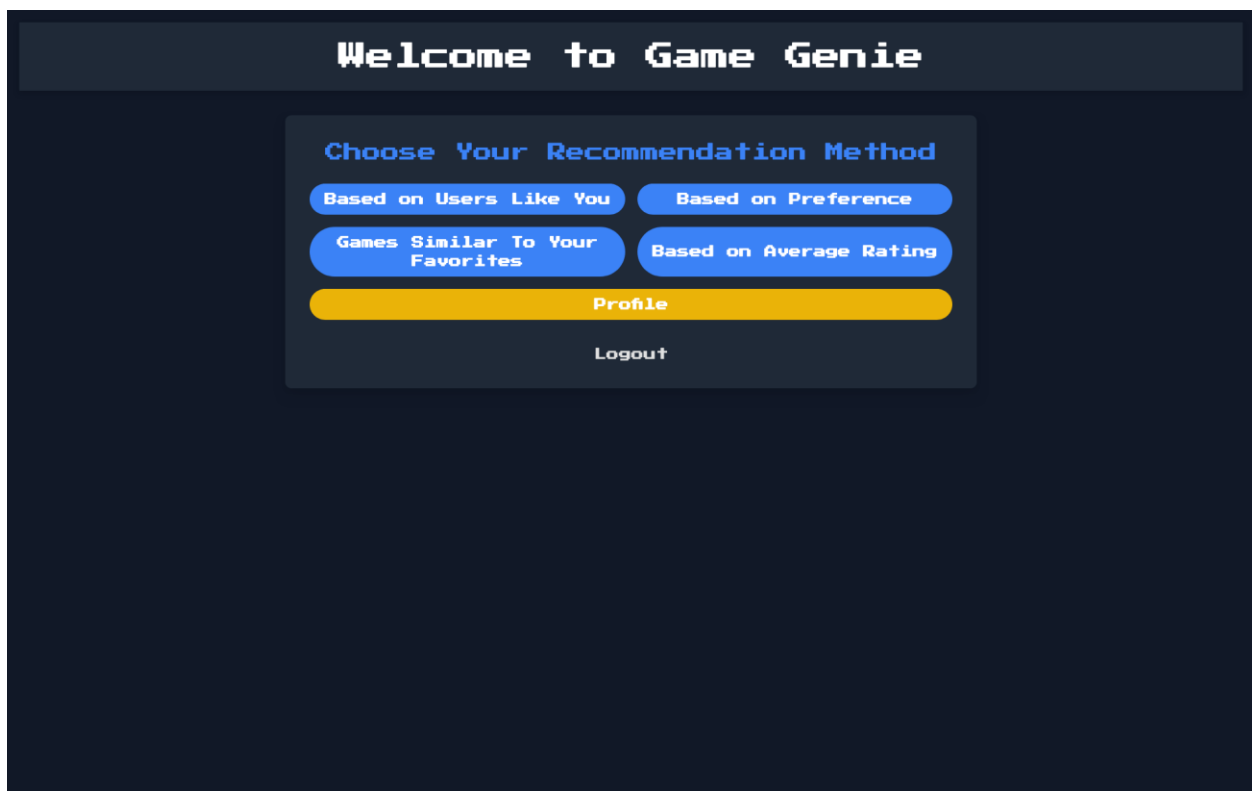 Welcome to Game Genie
Choose Your Recommendation Method
Based on Users Like You
Based on Preference
Games Similar To Your
Favorites
Based on Average Rating
Profile
Logout